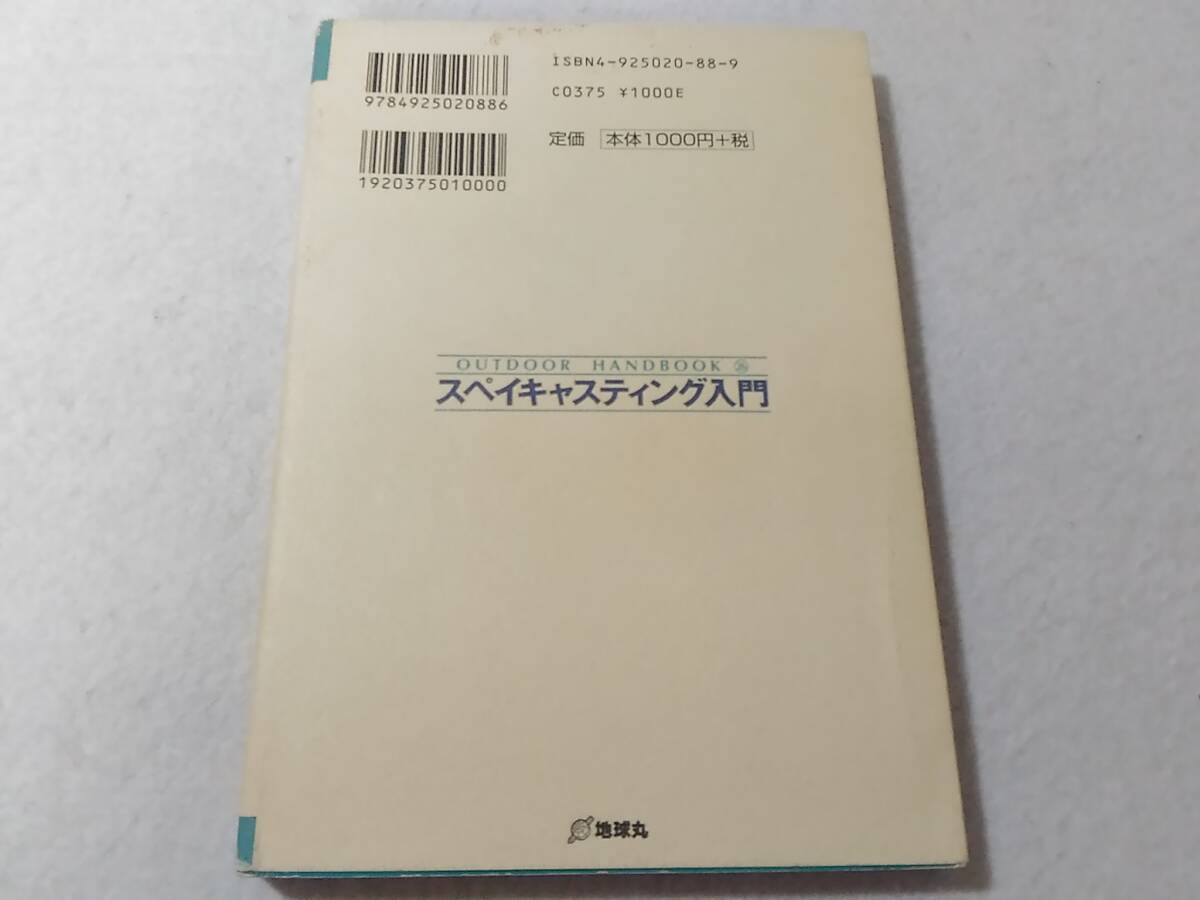 ISBN4-925020-88-9
9784925020886
C0375 ¥1000E
定価 本体1000円+税
1920375010000
OUTDOOR HANDBOOK
スペイキャスティング入門
地球丸